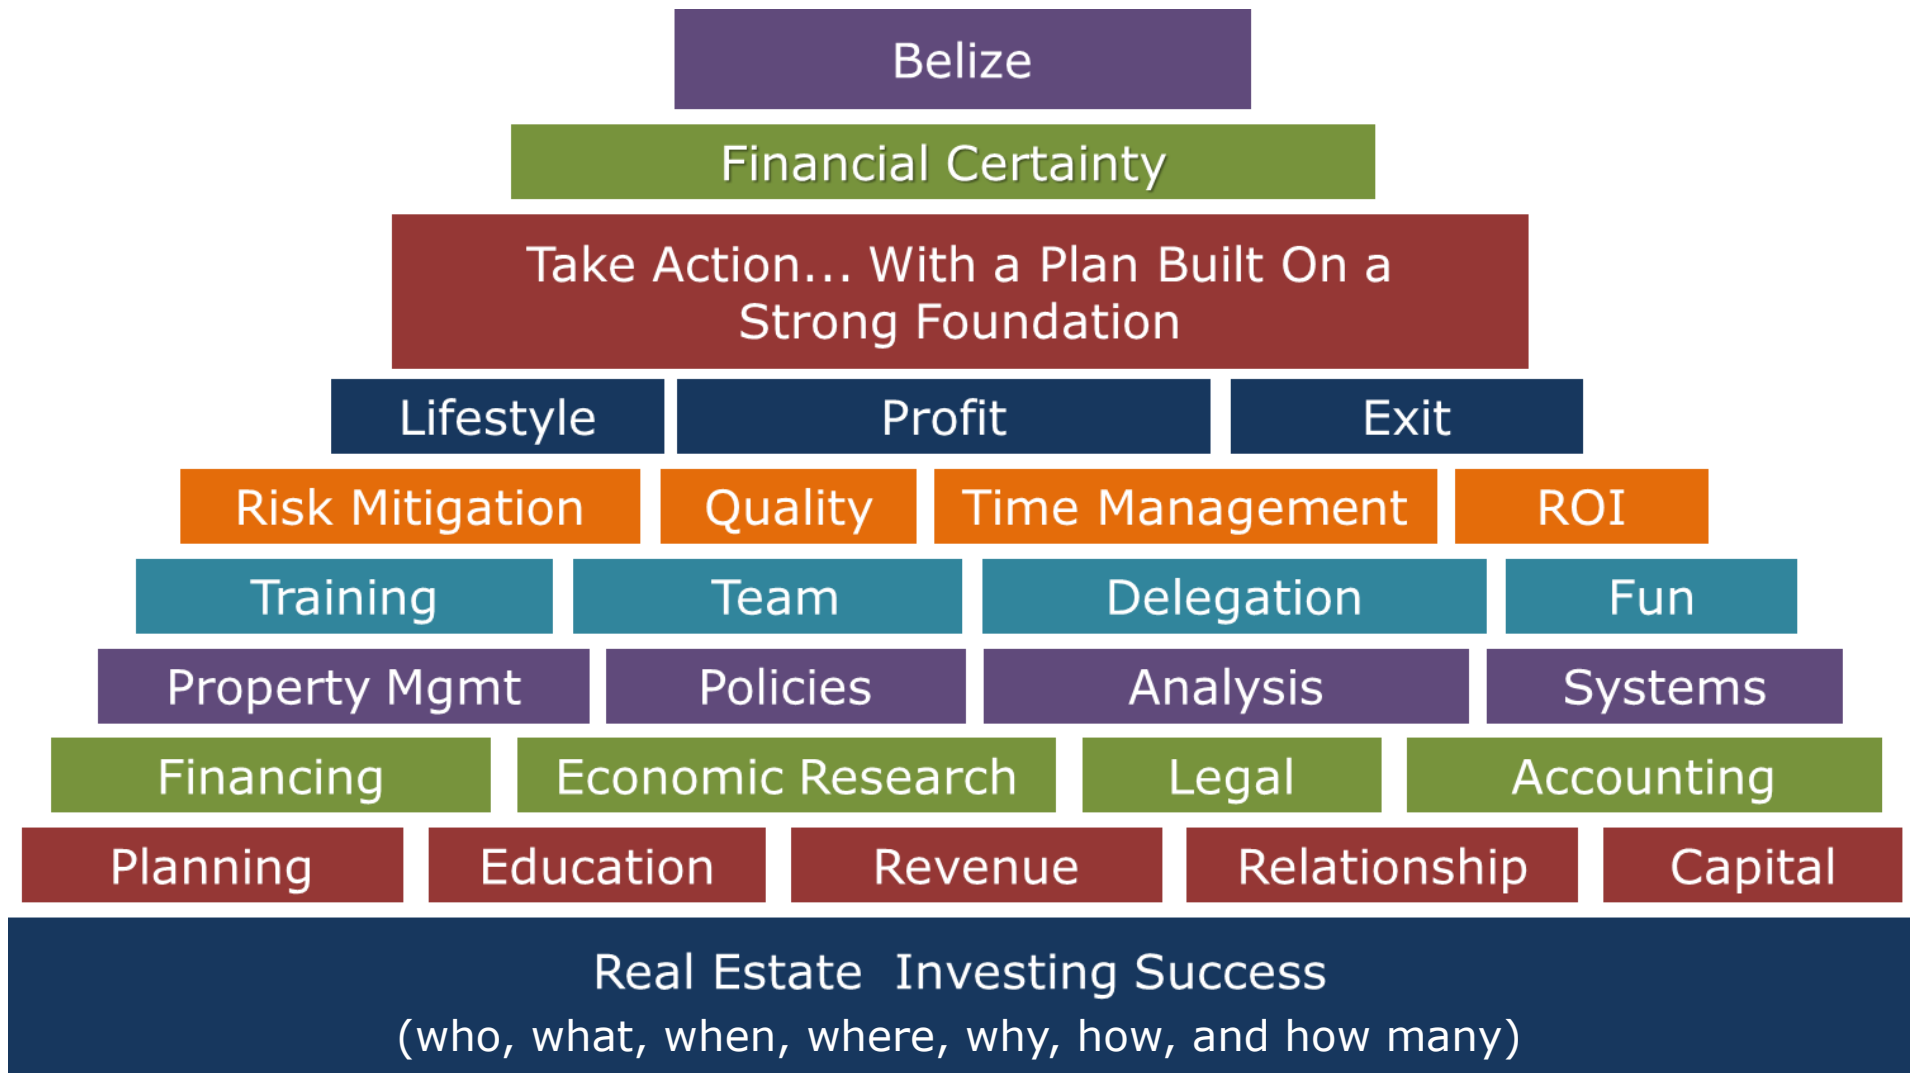 Belize
Financial Certainty
Take Action... With a Plan Built On a
Strong Foundation
Lifestyle Profit Exit
Risk Mitigation Quality Time Management ROI
Training Team Delegation Fun
Property Mgmt Policies Analysis Systems
Financing Economic Research Legal Accounting
Planning Education Revenue Relationship Capital
Real Estate Investing Success
(who, what, when, where, why, how, and how many)